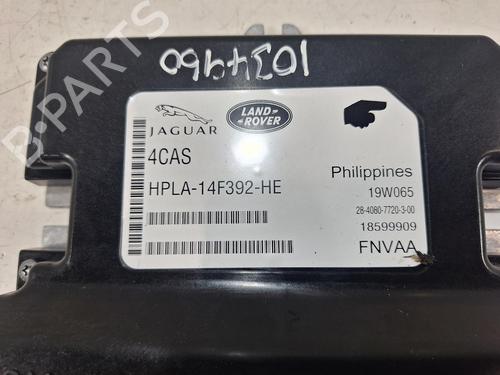 1034960
B-PARTS
JAGUAR
LAND-
ROVER
4CAS
HPLA-14F392-HE
Philippines
19W065
28-4080-7720-3-00
18599909
FNVAA